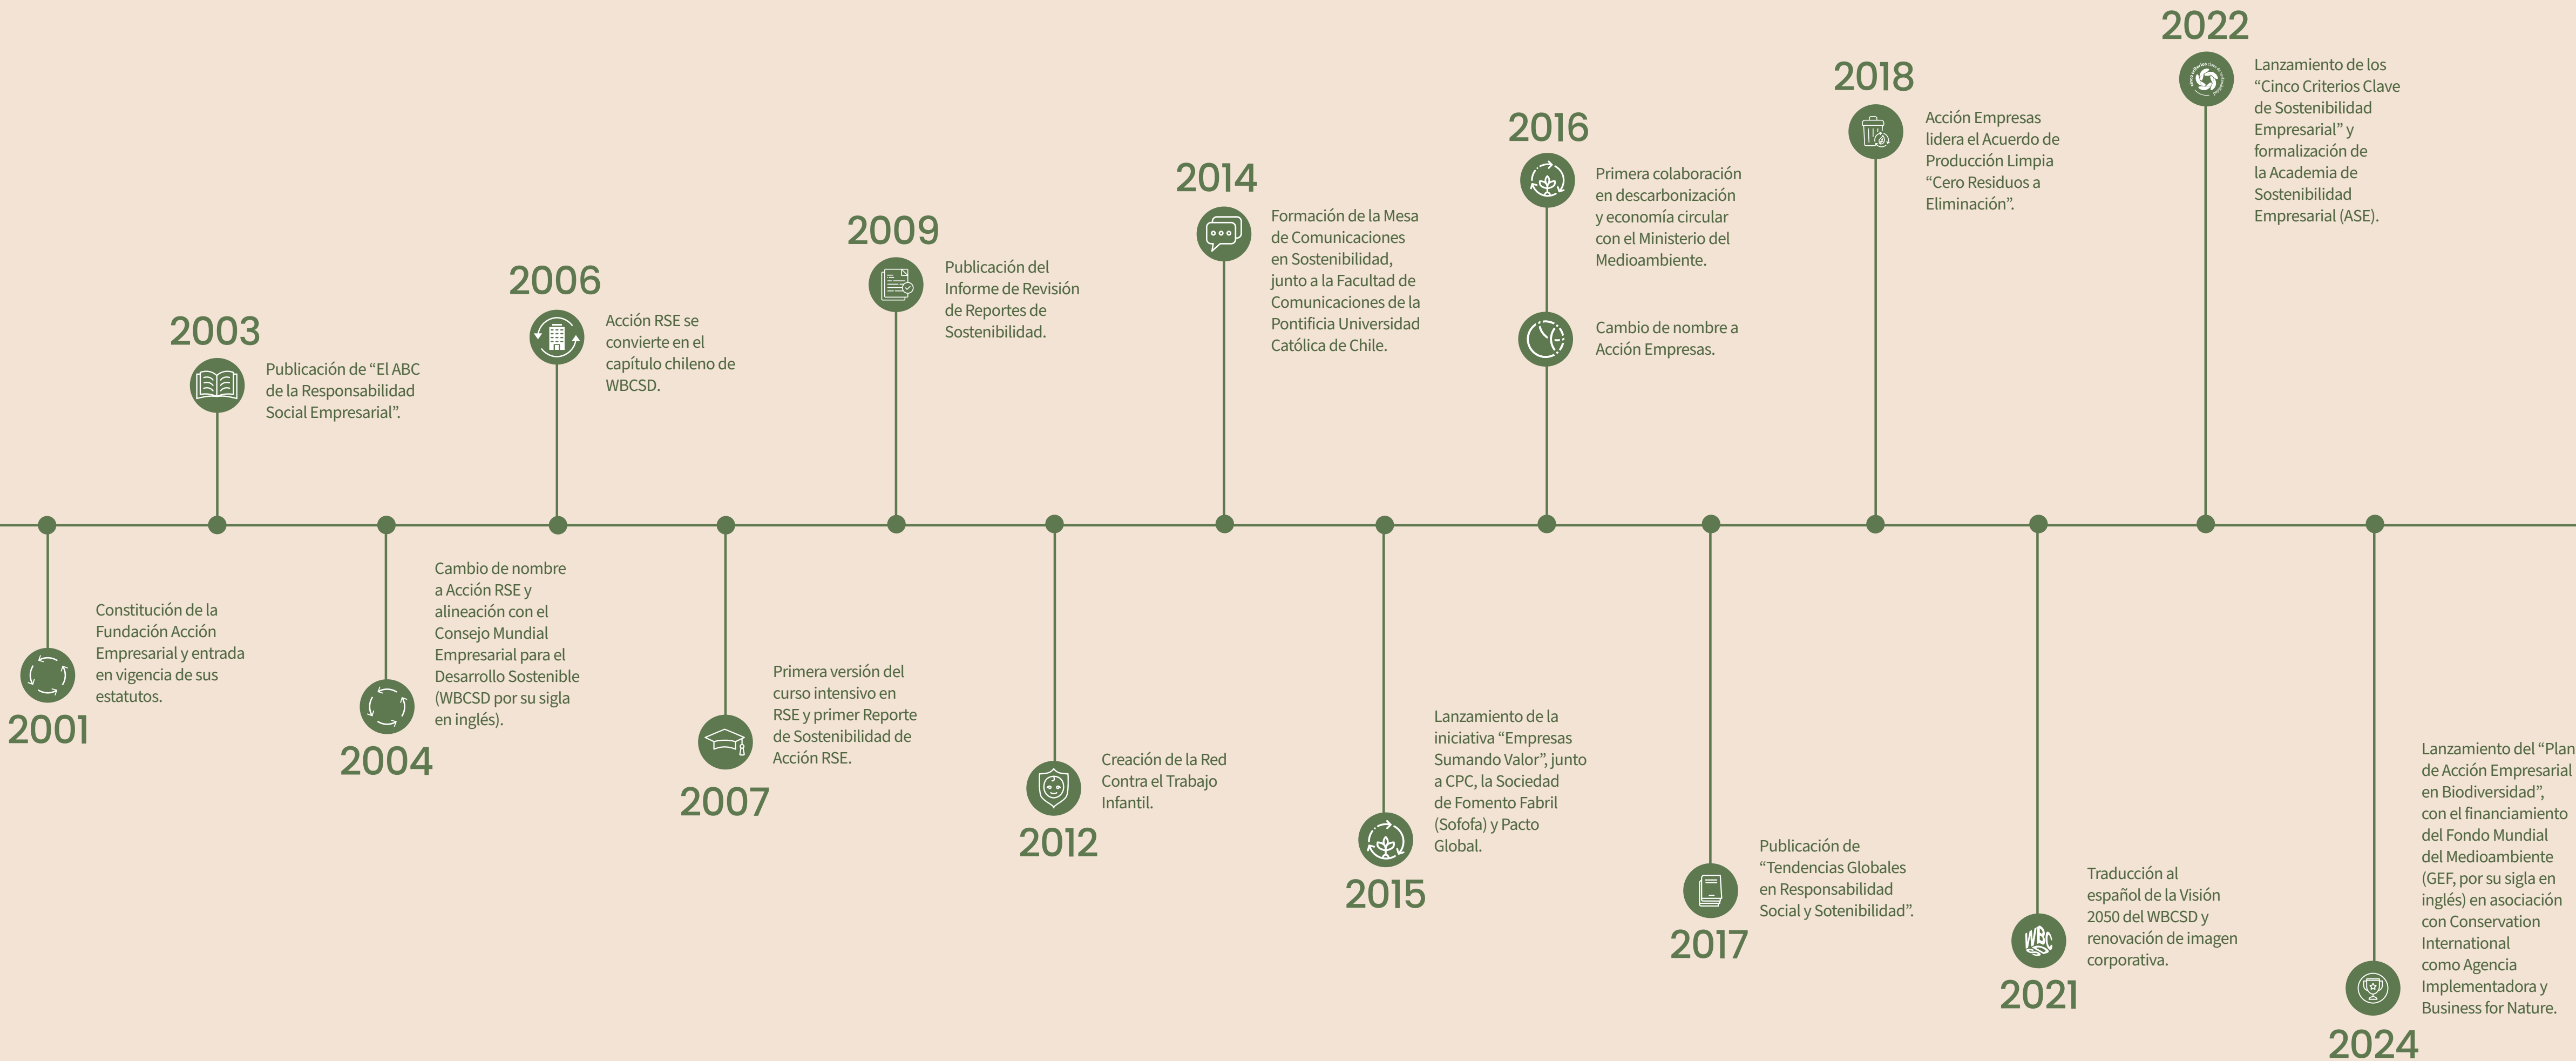 2001
Constitución de la
Fundación Acción
Empresarial y entrada
en vigencia de sus
estatutos.
2003
Publicación de “El ABC
de la Responsabilidad
Social Empresarial”.
2004
Cambio de nombre
a Acción RSE y
alineación con el
Consejo Mundial
Empresarial para el
Desarrollo Sostenible
(WBCSD por su sigla
en inglés).
2006
Acción RSE se
convierte en el
capítulo chileno de
WBCSD.
2007
Primera versión del
curso intensivo en
RSE y primer Reporte
de Sostenibilidad de
Acción RSE.
2009
Publicación del
Informe de Revisión
de Reportes de
Sostenibilidad.
2012
Creación de la Red
Contra el Trabajo
Infantil.
2014
Formación de la Mesa
de Comunicaciones
en Sostenibilidad,
junto a la Facultad de
Comunicaciones de la
Pontificia Universidad
Católica de Chile.
2015
Lanzamiento de la
iniciativa “Empresas
Sumando Valor”, junto
a CPC, la Sociedad
de Fomento Fabril
(Sofofa) y Pacto
Global.
2016
Primera colaboración
en descarbonización
y economía circular
con el Ministerio del
Medioambiente.
Cambio de nombre a
Acción Empresas.
2017
Publicación de
“Tendencias Globales
en Responsabilidad
Social y Sotenibilidad”.
2018
Acción Empresas
lidera el Acuerdo de
Producción Limpia
“Cero Residuos a
Eliminación”.
2021
WBC
Traducción al
español de la Visión
2050 del WBCSD y
renovación de imagen
corporativa.
2022
Lanzamiento de los
“Cinco Criterios Clave
de Sostenibilidad
Empresarial” y
formalización de
la Academia de
Sostenibilidad
Empresarial (ASE).
2024
Lanzamiento del “Plan
de Acción Empresarial
en Biodiversidad”,
con el financiamiento
del Fondo Mundial
del Medioambiente
(GEF, por su sigla en
inglés) en asociación
con Conservation
International
como Agencia
Implementadora y
Business for Nature.